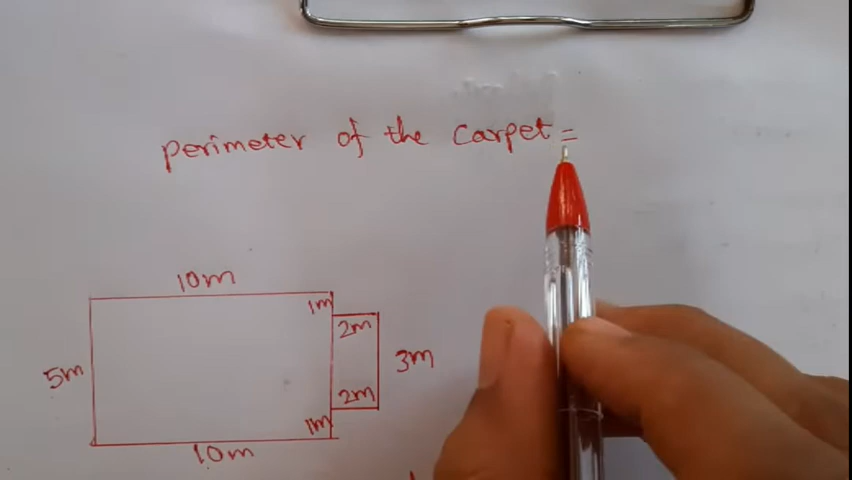 perimeter of the carpet =
10m
1m
2m
5m
3m
2m
1m
10m